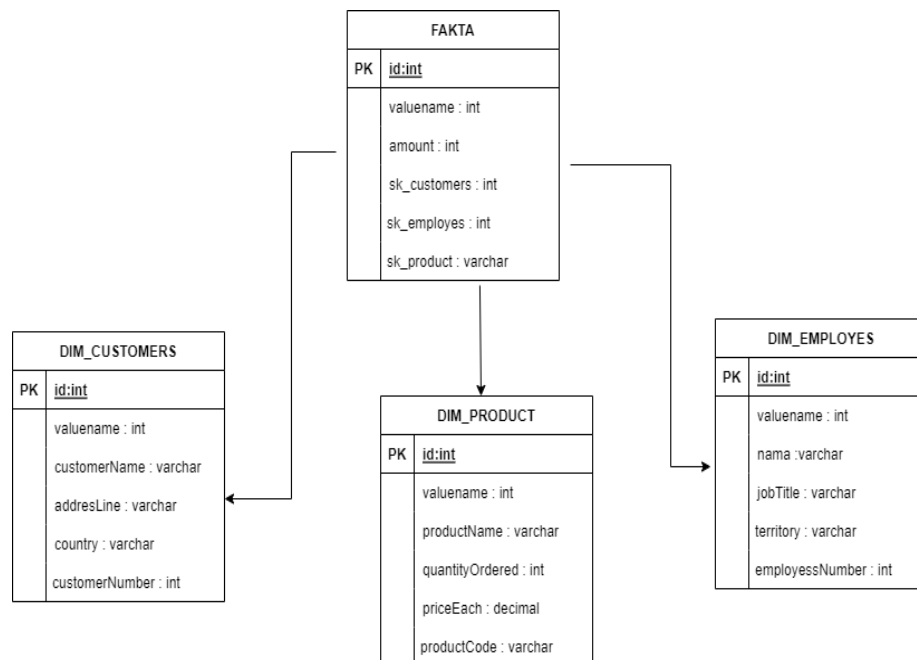 FAKTA
PK id:int
valuename : int
amount : int
sk_customers : int
sk_employes : int
sk_product : varchar
DIM_CUSTOMERS
PK id:int
valuename : int
customerName : varchar
addresLine : varchar
country : varchar
customerNumber : int
DIM_PRODUCT
PK id:int
valuename : int
productName : varchar
quantityOrdered : int
priceEach : decimal
productCode : varchar
DIM_EMPLOYES
PK id:int
valuename : int
nama :varchar
jobTitle : varchar
territory : varchar
employessNumber : int